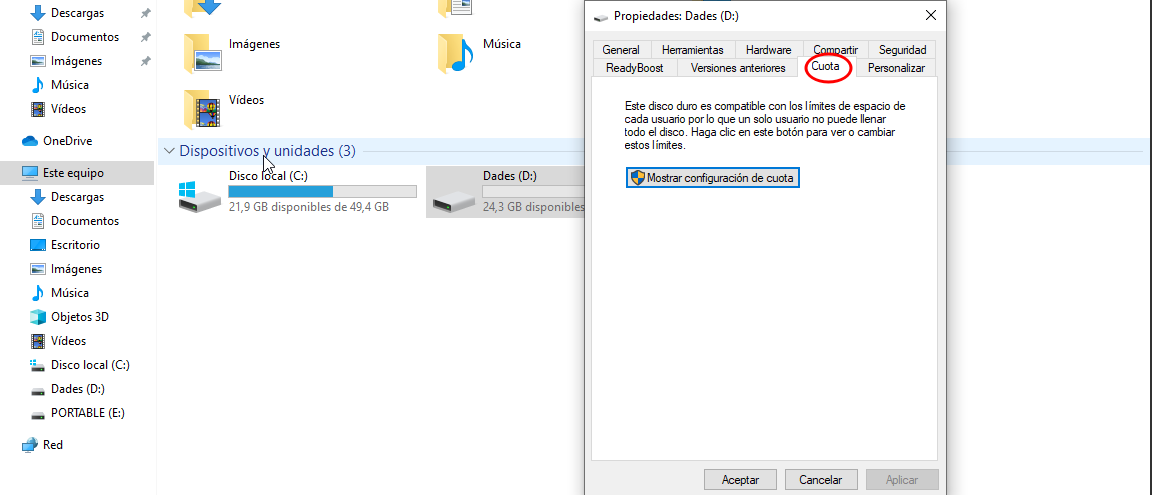 Descargas
Documentos
Imágenes
Música
Vídeos
OneDrive
Este equipo
Descargas
Documentos
Escritorio
Imágenes
Música
Objetos 3D
Vídeos
Disco local (C:)
Dades (D:)
PORTABLE (E:)
Red
Imágenes
Música
Vídeos
Dispositivos y unidades (3)
Disco local (C:)
21,9 GB disponibles de 49,4 GB
Dades (D:)
24,3 GB disponibles
Propiedades: Dades (D:)
General Herramientas Hardware Compartir Seguridad
ReadyBoost Versiones anteriores Cuota Personalizar
Este disco duro es compatible con los límites de espacio de
cada usuario por lo que un solo usuario no puede llenar
todo el disco. Haga clic en este botón para ver o cambiar
estos límites.
Mostrar configuración de cuota
Aceptar Cancelar Aplicar